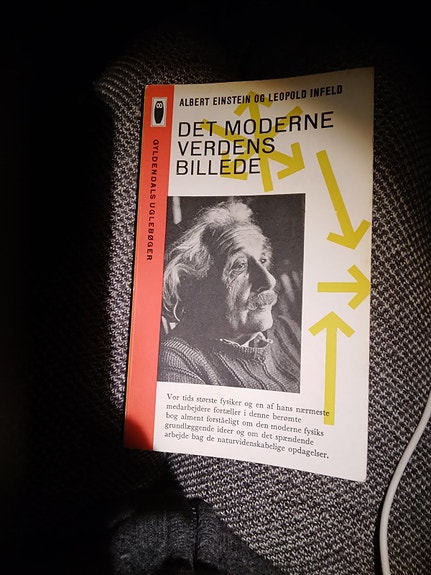 ALBERT EINSTEIN OG LEOPOLD INFELD
DET MODERNE
VERDENS
BILLEDE
GYLDENDALS UGLEBØGER
Vor tids største fysiker og en af hans nærmeste
medarbejdere fortæller i denne berømte
bog alment forståeligt om den moderne fysiks
grundlæggende ideer og om det spændende
arbejde bag de naturvidenskabelige opdagelser.